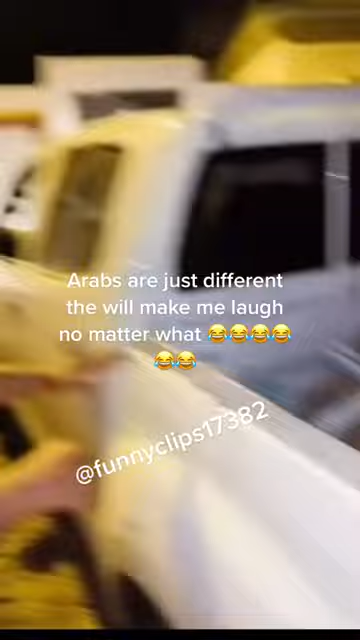 Arabs are just different
the will make me laugh
no matter what 😂😂😂😂
😂😂
@funnyclips17382